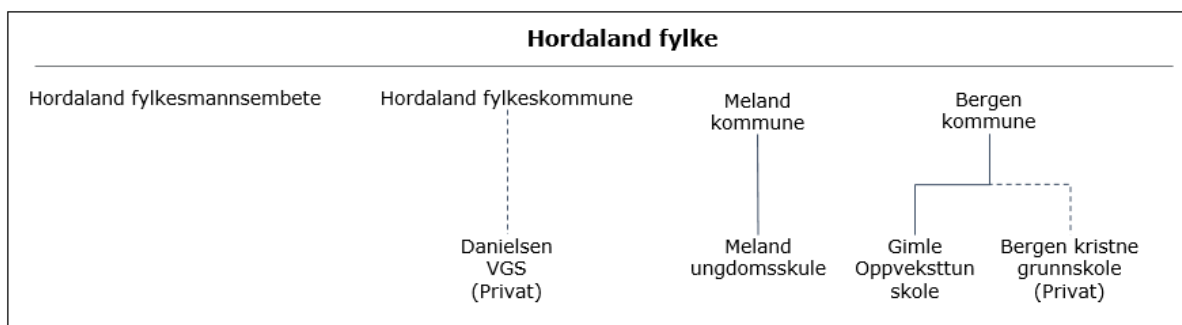 Hordaland fylke
Hordaland fylkesmannsembete
Hordaland fylkeskommune
Meland
kommune
Bergen
kommune
Danielsen
VGS
(Privat)
Meland
ungdomsskule
Gimle
Oppveksttun
skole
Bergen kristne
grunnskole
(Privat)